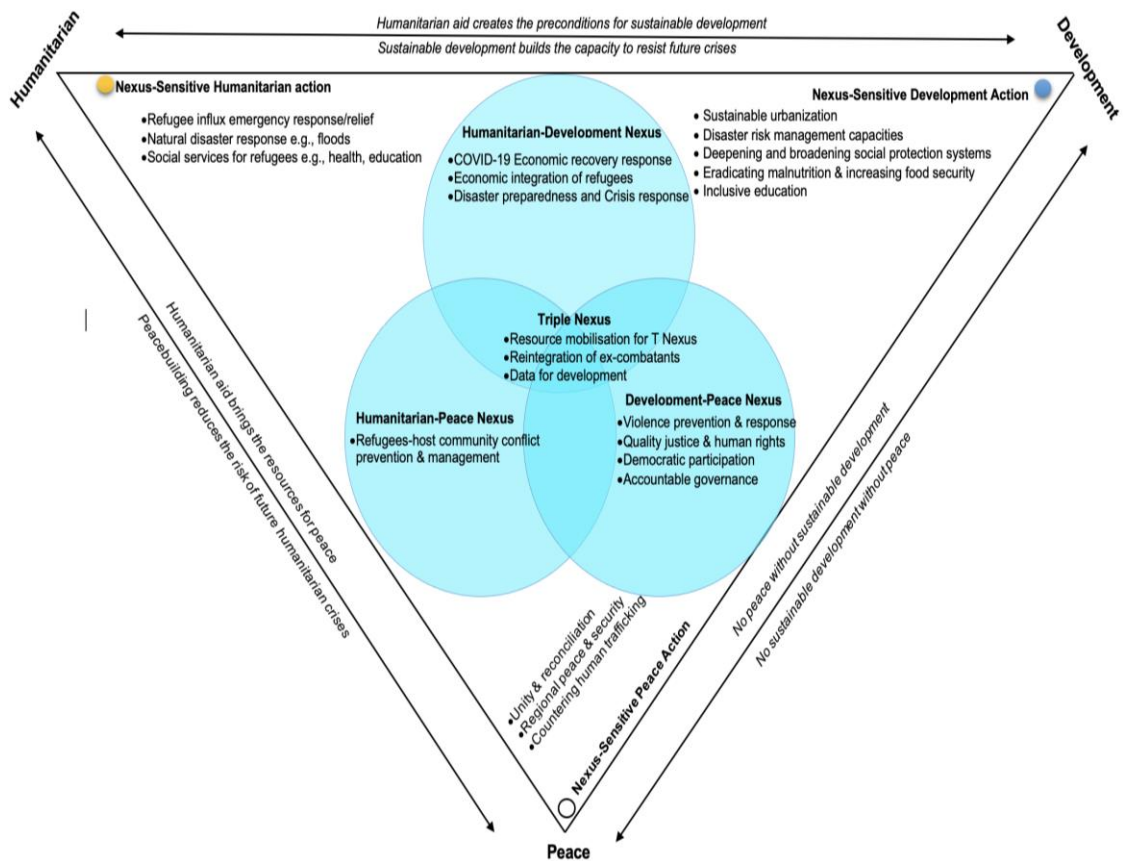 Humanitarian aid creates the preconditions for sustainable development
Sustainable development builds the capacity to resist future crises
Humanitarian
Development
Nexus-Sensitive Humanitarian action
•Refugee influx emergency response/relief
•Natural disaster response e.g., floods
•Social services for refugees e.g., health, education
Humanitarian-Development Nexus
•COVID-19 Economic recovery response
•Economic integration of refugees
•Disaster preparedness and Crisis response
Nexus-Sensitive Development Action
• Sustainable urbanization
• Disaster risk management capacities
• Deepening and broadening social protection systems
• Eradicating malnutrition & increasing food security
• Inclusive education
Triple Nexus
•Resource mobilisation for T Nexus
•Reintegration of ex-combatants
•Data for development
Humanitarian-Peace Nexus
•Refugees-host community conflict
prevention & management
Development-Peace Nexus
•Violence prevention & response
•Quality justice & human rights
•Democratic participation
•Accountable governance
Humanitarian aid brings the resources for peace
Peacebuilding reduces the risk of future humanitarian crises
No peace without sustainable development
No sustainable development without peace
•Unity & reconciliation
•Regional peace & security
•Countering human trafficking
Nexus-Sensitive Peace Action
Peace